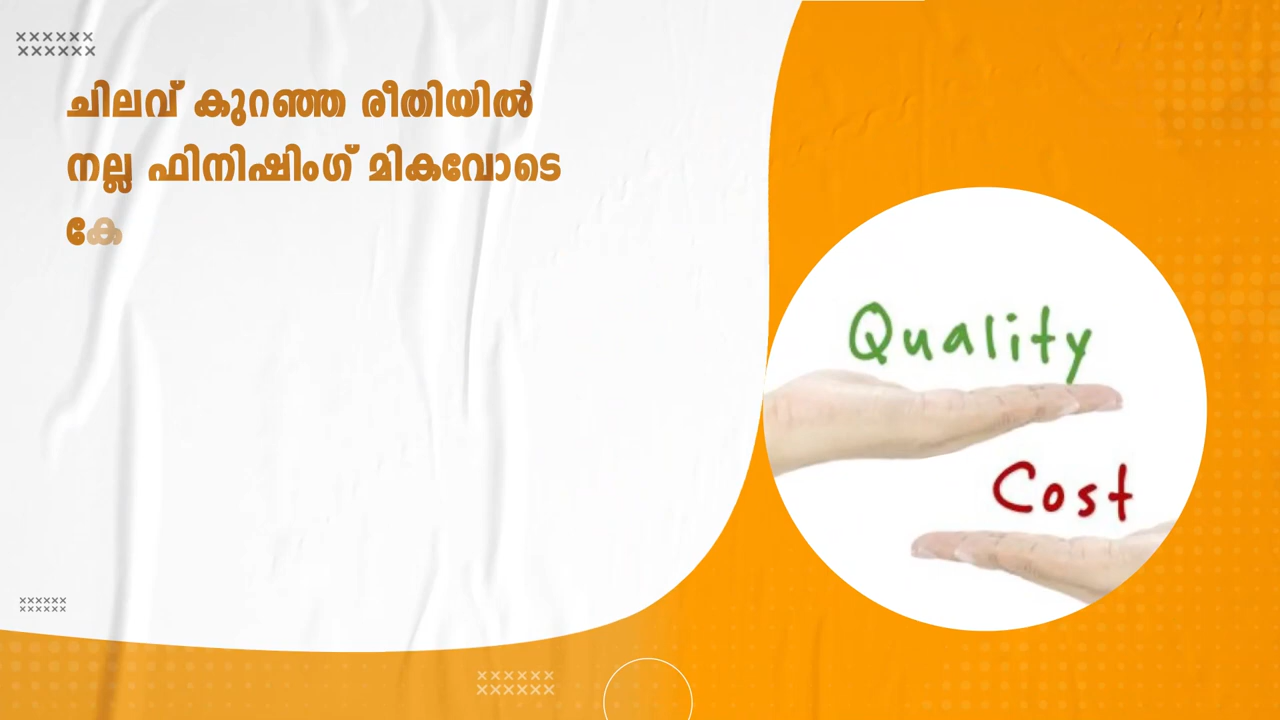 ചിലവ് കുറഞ്ഞ രീതിയിൽ
നല്ല ഫിനിഷിംഗ് മികവോടെ
കേ
Quality
Cost